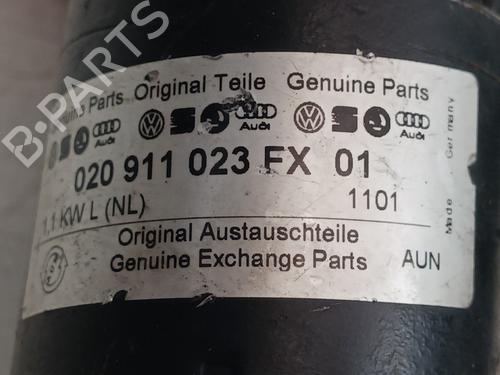 Genuine Parts Original Teile Genuine Parts
Audi Audi Audi
020 911 023 FX 01
1.1 KW L (NL) 1101
Original Austauschteile
Genuine Exchange Parts AUN
Made Germany
B-PARTS